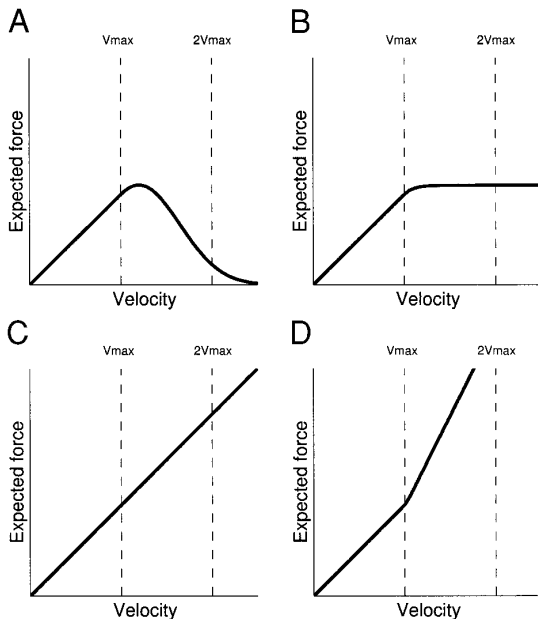 A
Vmax 2Vmax
Expected force
Velocity
B
Vmax 2Vmax
Expected force
Velocity
C
Vmax 2Vmax
Expected force
Velocity
D
Vmax 2Vmax
Expected force
Velocity